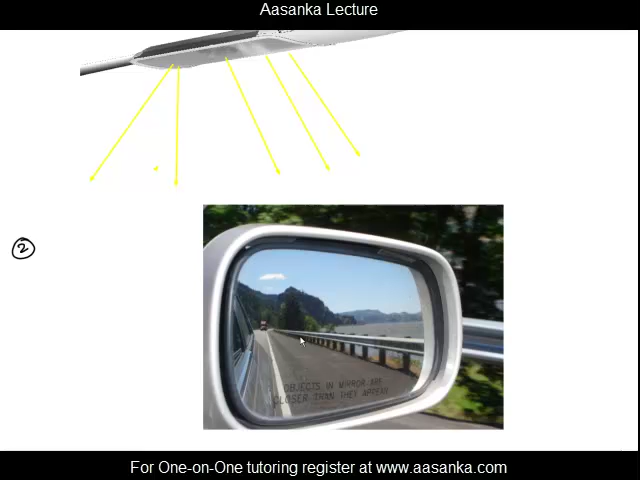 Aasanka Lecture
2
OBJECTS IN MIRROR ARE
CLOSER THAN THEY APPEAR
For One-on-One tutoring register at www.aasanka.com